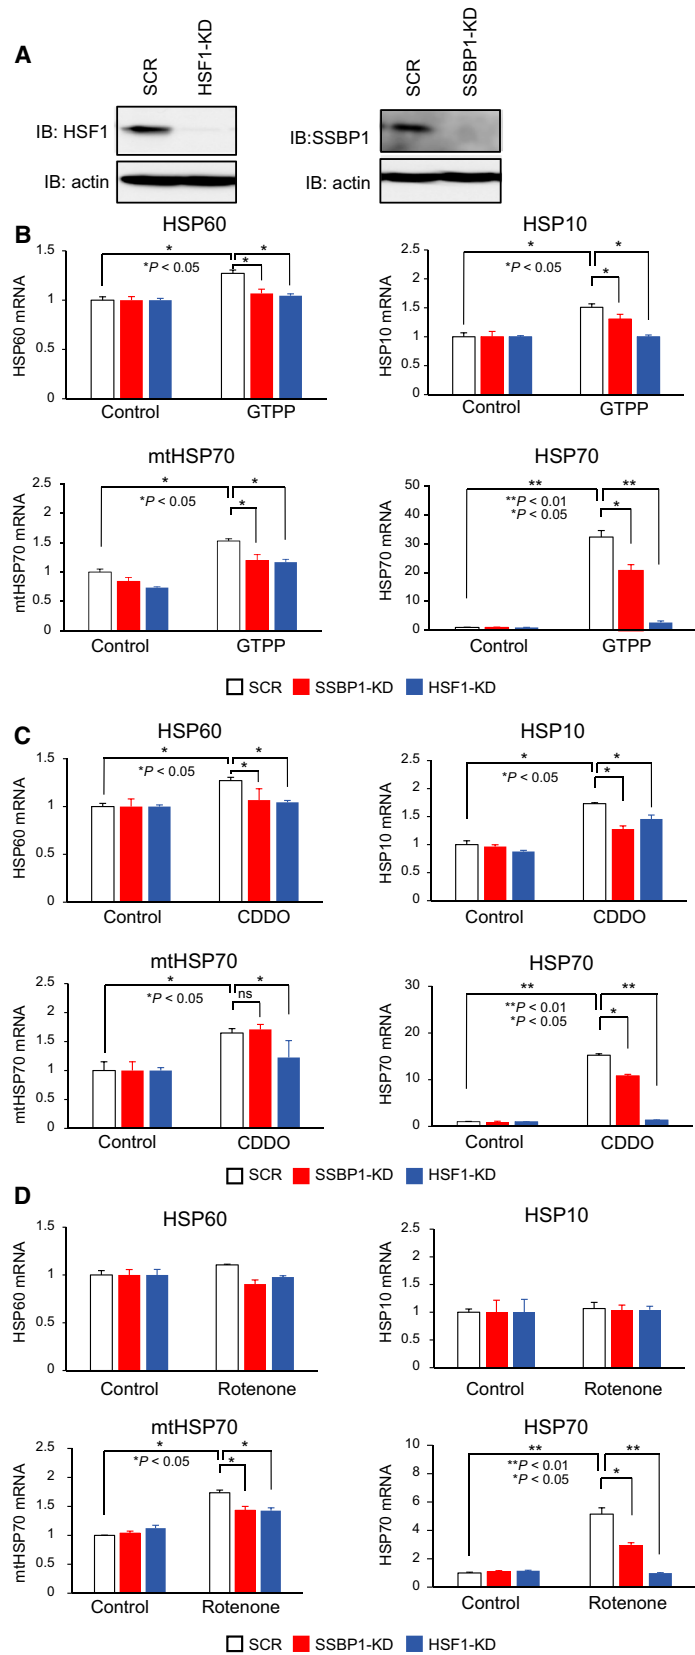 A
SCR
HSF1-KD
SCR
SSBP1-KD
IB: HSF1
IB:SSBP1
IB: actin
IB: actin
B
HSP60
HSP60 mRNA
1.5
1
0.5
0
*
*
*P < 0.05
*
Control
GTPP
HSP10
HSP10 mRNA
2.5
2
1.5
1
0.5
0
*
*
*P < 0.05
*
Control
GTPP
mtHSP70
mtHSP70 mRNA
2.5
2
1.5
1
0.5
0
*
*
*P < 0.05
*
Control
GTPP
HSP70
HSP70 mRNA
50
40
30
20
10
0
**
**
**P < 0.01
*P < 0.05
*
Control
GTPP
SCR SSBP1-KD HSF1-KD
C
HSP60
HSP60 mRNA
1.5
1
0.5
0
*
*
*P < 0.05
*
Control
CDDO
HSP10
HSP10 mRNA
2.5
2
1.5
1
0.5
0
*
*
*P < 0.05
*
Control
CDDO
mtHSP70
mtHSP70 mRNA
2.5
2
1.5
1
0.5
0
*
*
*P < 0.05
ns
Control
CDDO
HSP70
HSP70 mRNA
30
20
10
0
**
**
**P < 0.01
*P < 0.05
*
Control
CDDO
SCR SSBP1-KD HSF1-KD
D
HSP60
HSP60 mRNA
1.5
1
0.5
0
Control
Rotenone
HSP10
HSP10 mRNA
2.5
2
1.5
1
0.5
0
Control
Rotenone
mtHSP70
mtHSP70 mRNA
2.5
2
1.5
1
0.5
0
*
*
*P < 0.05
*
Control
Rotenone
HSP70
HSP70 mRNA
10
8
6
4
2
0
**
**
**P < 0.01
*P < 0.05
*
Control
Rotenone
SCR SSBP1-KD HSF1-KD